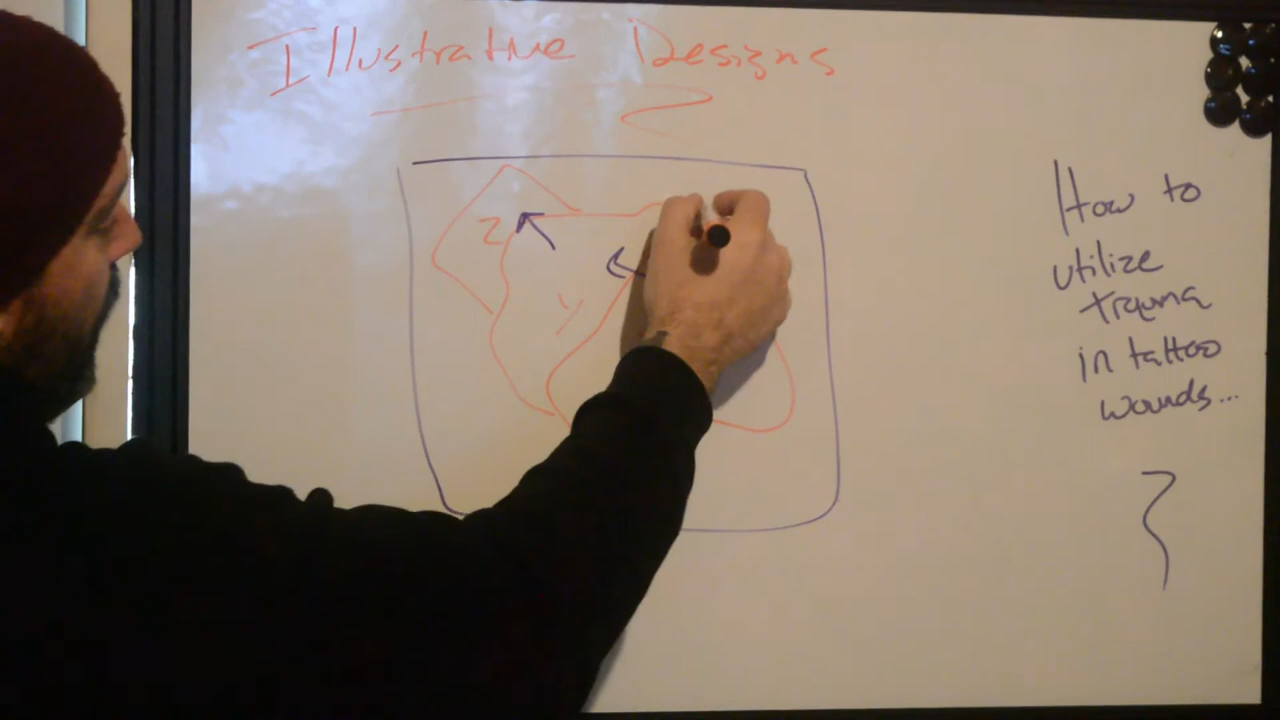 Illustrative Designs
Z
y
How to
utilize
trauma
in tattoo
wounds...